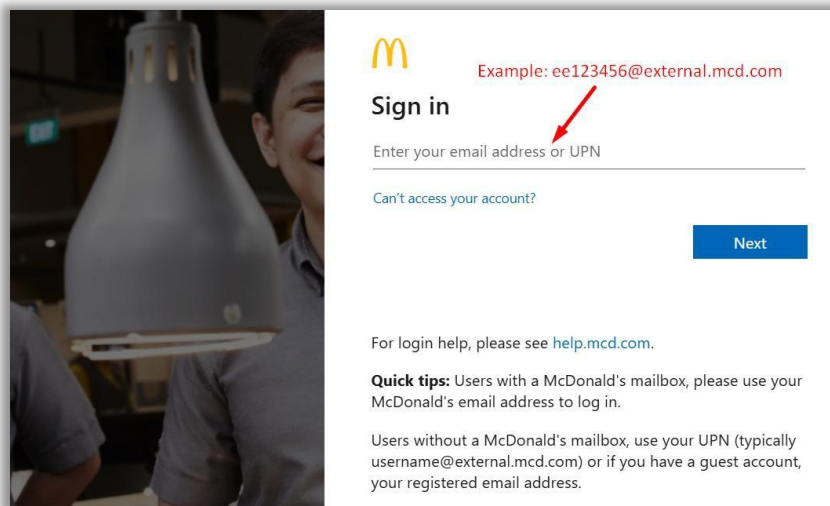 EXIT
Example: ee123456@external.mcd.com
Sign in
Enter your email address or UPN
Can't access your account?
Next
For login help, please see help.mcd.com.
Quick tips: Users with a McDonald's mailbox, please use your
McDonald's email address to log in.
Users without a McDonald's mailbox, use your UPN (typically
username@external.mcd.com) or if you have a guest account,
your registered email address.